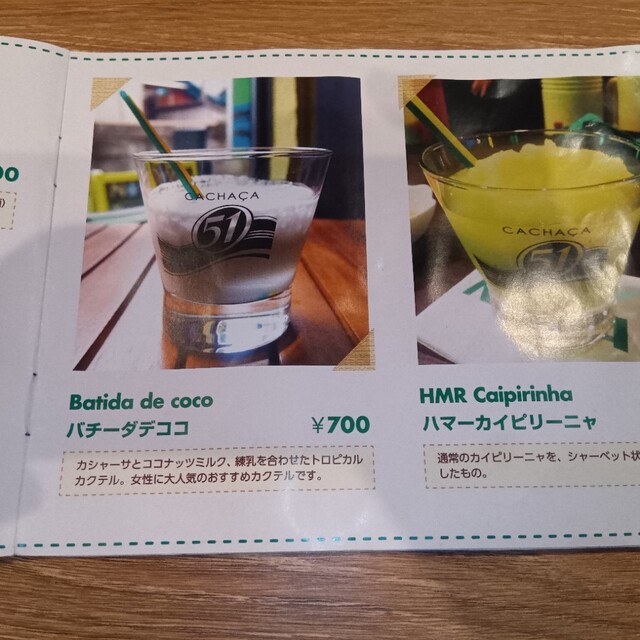 CACHAÇA
51
Batida de coco
バチーダデココ ¥700
カシャーサとココナッツミルク、練乳を合わせたトロピカル
カクテル。女性に大人気のおすすめカクテルです。
CACHAÇA
51
HMR Caipirinha
ハマーカイピリーニャ
通常のカイピリーニャを、シャーベット状
したもの。